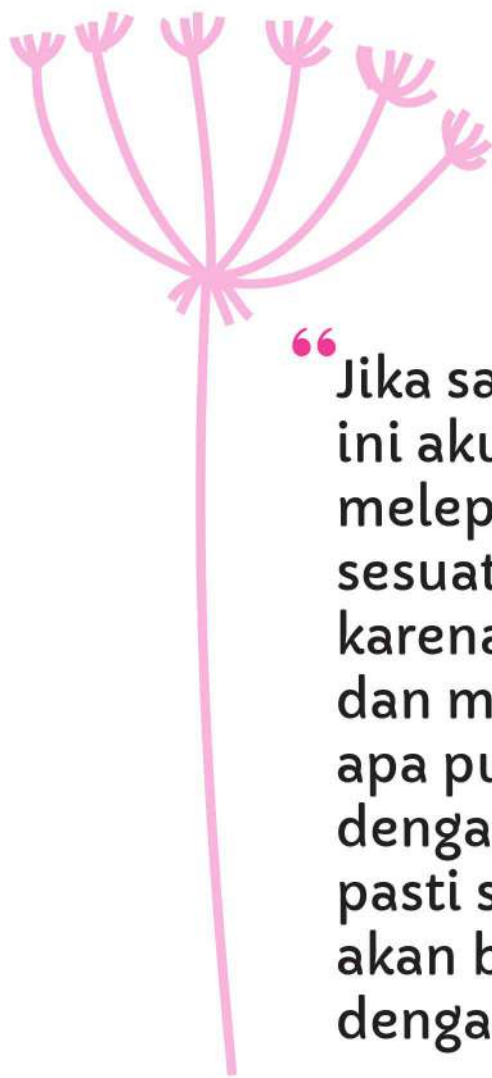 “Jika sa
ini aku
melep
sesuat
karena
dan m
apa pu
denga
pasti s
akan b
denga